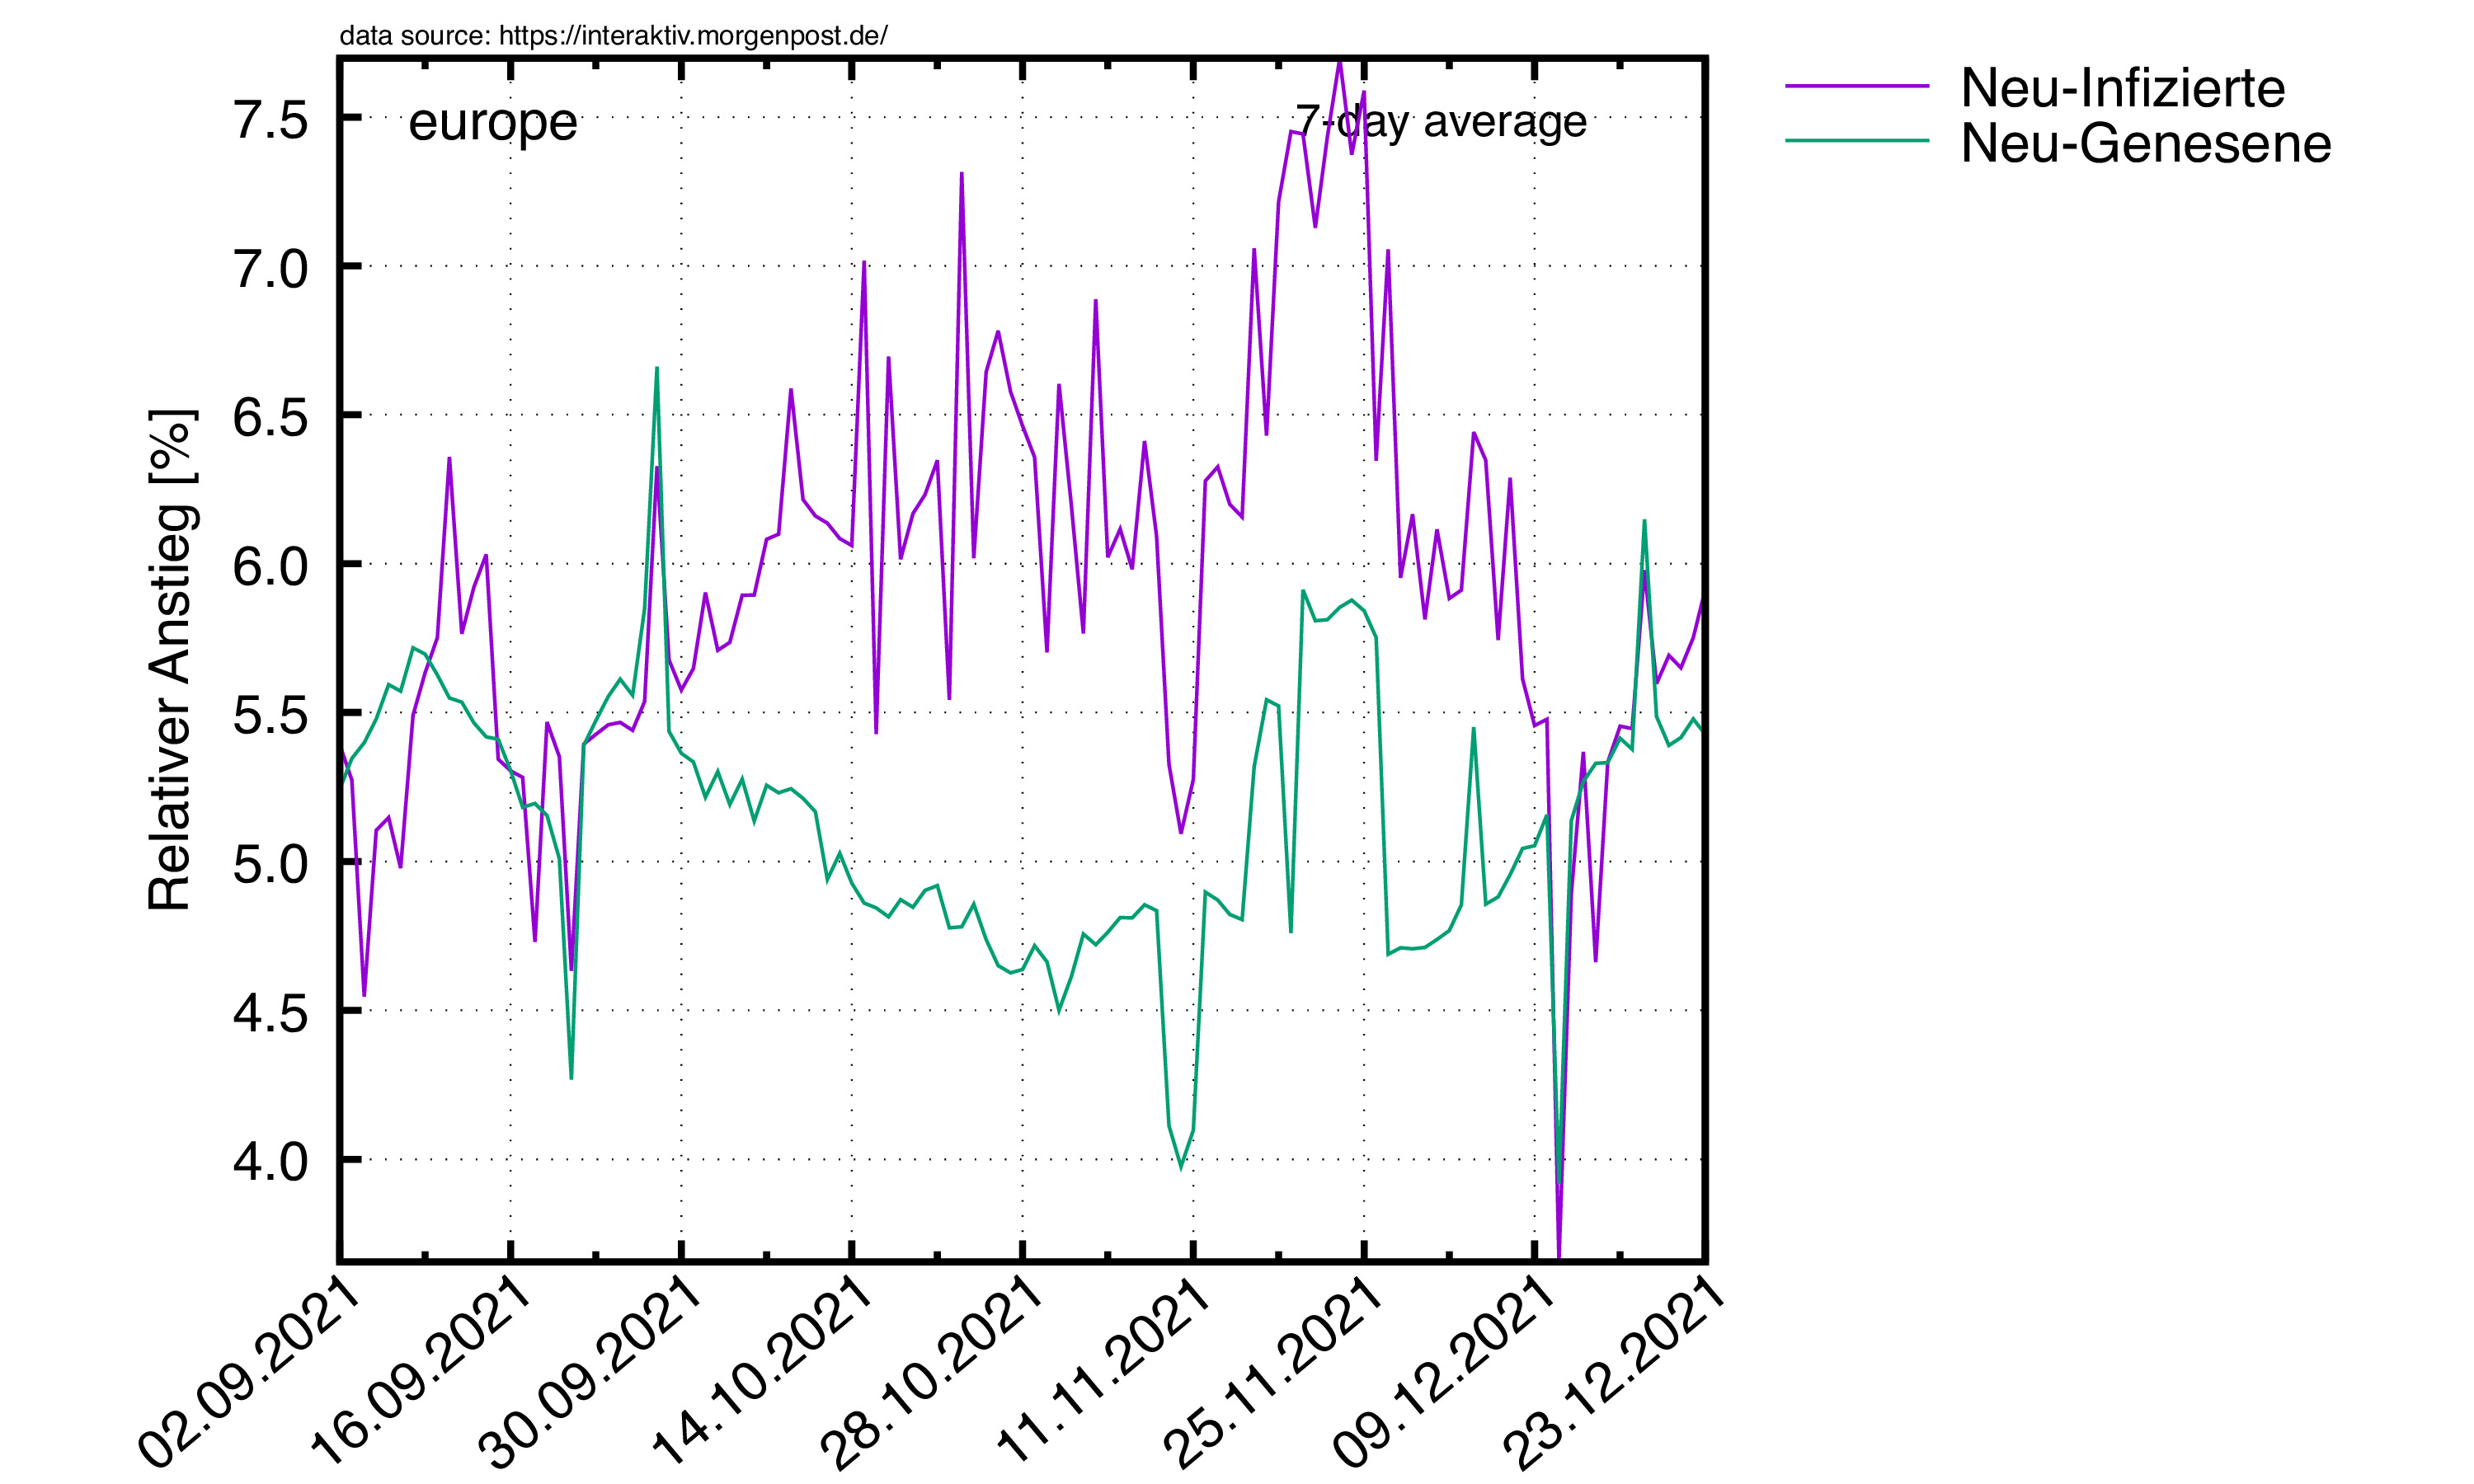 data source: https://interaktiv.morgenpost.de/
europe
7-day average
Neu-Infizierte
Neu-Genesene
Relativer Anstieg [%]
7.5
7.0
6.5
6.0
5.5
5.0
4.5
4.0
02.09.2021
16.09.2021
30.09.2021
14.10.2021
28.10.2021
11.11.2021
25.11.2021
09.12.2021
23.12.2021